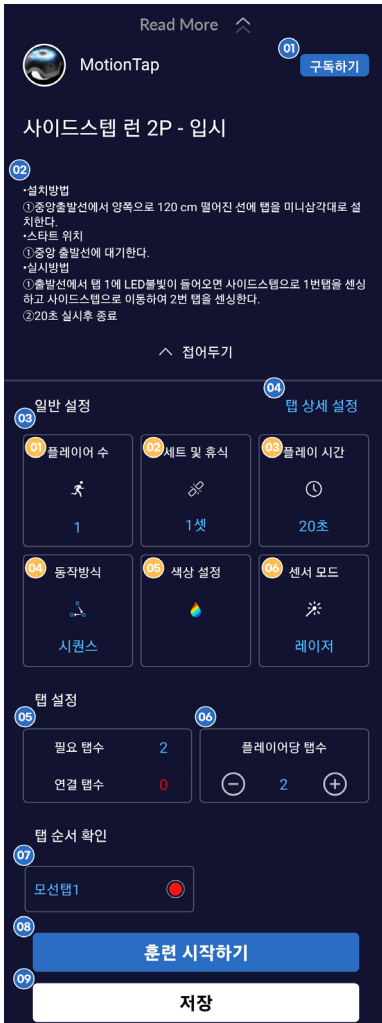 Read More
01
MotionTap
구독하기
사이드스텝 런 2P - 입시
02
•설치방법
①중앙출발선에서 양쪽으로 120 cm 떨어진 선에 탭을 미니삼각대로 설
치한다.
•스타트 위치
①중앙 출발선에 대기한다.
•실시방법
①출발선에서 탭 1에 LED불빛이 들어오면 사이드스텝으로 1번탭을 센싱
하고 사이드스텝으로 이동하여 2번 탭을 센싱한다.
②20초 실시후 종료
접어두기
04
일반 설정
탭 상세 설정
03
01 플레이어 수
02 세트 및 휴식
03 플레이 시간
1
1셋
20초
04 동작방식
05 색상 설정
06 센서 모드
시퀀스
레이저
탭 설정
05
06
필요 탭수 2
플레이어당 탭수
연결 탭수 0
2
탭 순서 확인
07
모선탭1
08
훈련 시작하기
09
저장